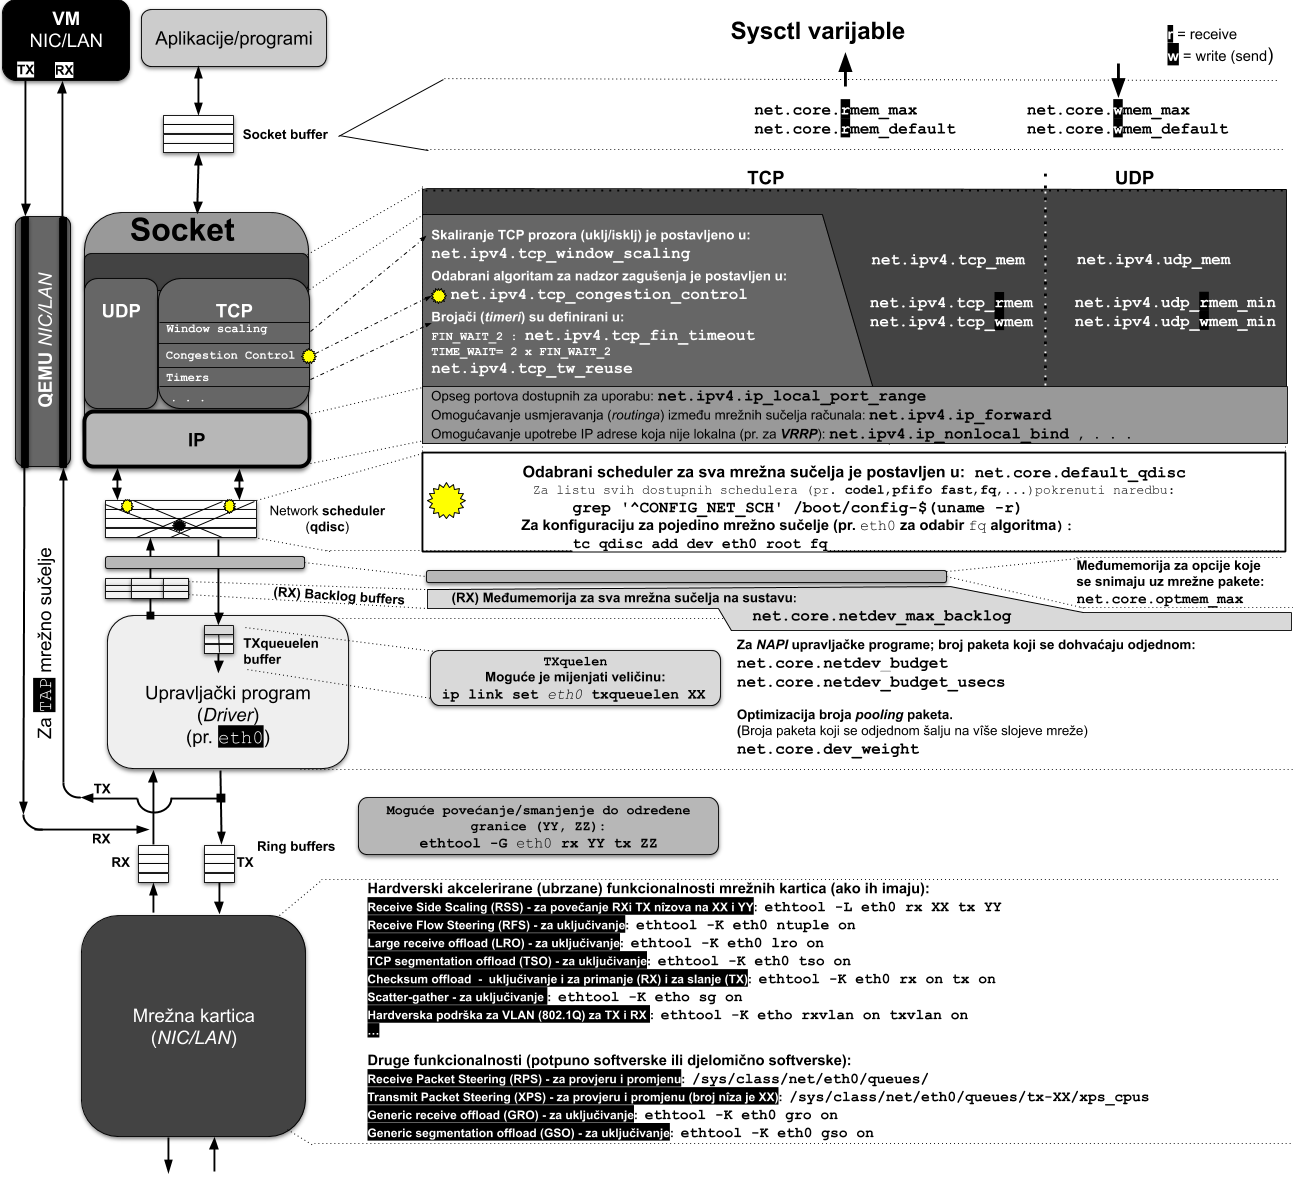 VM
NIC/LAN
TX RX
Aplikacije/programi
Sysctl varijable
r = receive
w = write (send)
Socket buffer
net.core.rmem_max
net.core.rmem_default
net.core.wmem_max
net.core.wmem_default
TCP
UDP
Socket
UDP
TCP
Window scaling
Congestion Control
Timers
. . .
IP
QEMU NIC/LAN
Skaliranje TCP prozora (uklj/isklj) je postavljeno u:
net.ipv4.tcp_window_scaling
Odabrani algoritam za nadzor zagušenja je postavljen u:
net.ipv4.tcp_congestion_control
Brojači (timeri) su definirani u:
FIN_WAIT_2 : net.ipv4.tcp_fin_timeout
TIME_WAIT= 2 x FIN_WAIT_2
net.ipv4.tcp_tw_reuse
net.ipv4.tcp_mem
net.ipv4.tcp_rmem
net.ipv4.tcp_wmem
net.ipv4.udp_mem
net.ipv4.udp_rmem_min
net.ipv4.udp_wmem_min
Opseg portova dostupnih za uporabu: net.ipv4.ip_local_port_range
Omogućavanje usmjeravanja (routinga) između mrežnih sučelja računala: net.ipv4.ip_forward
Omogućavanje upotrebe IP adrese koja nije lokalna (pr. za VRRP): net.ipv4.ip_nonlocal_bind , . . .
Network scheduler
(qdisc)
Odabrani scheduler za sva mrežna sučelja je postavljen u: net.core.default_qdisc
Za listu svih dostupnih schedulera (pr. codel,pfifo fast,fq,...)pokrenuti naredbu:
grep '^CONFIG_NET_SCH' /boot/config-$(uname -r)
Za konfiguraciju za pojedino mrežno sučelje (pr. eth0 za odabir fq algoritma) :
tc qdisc add dev eth0 root fq
Za TAP mrežno sučelje
(RX) Backlog buffers
(RX) Međumemorija za sva mrežna sučelja na sustavu:
net.core.netdev_max_backlog
Međumemorija za opcije koje
se snimaju uz mrežne pakete:
net.core.optmem_max
TXqueuelen
buffer
Upravljački program
(Driver)
(pr. eth0)
TXquelen
Moguće je mijenjati veličinu:
ip link set eth0 txqueuelen XX
Za NAPI upravljačke programe; broj paketa koji se dohvaćaju odjednom:
net.core.netdev_budget
net.core.netdev_budget_usecs
Optimizacija broja pooling paketa.
(Broja paketa koji se odjednom šalju na vîše slojeve mreže)
net.core.dev_weight
TX
RX
RX
TX
Ring buffers
Moguće povećanje/smanjenje do određene
granice (YY, ZZ):
ethtool -G eth0 rx YY tx ZZ
Mrežna kartica
(NIC/LAN)
Hardverski akcelerirane (ubrzane) funkcionalnosti mrežnih kartica (ako ih imaju):
Receive Side Scaling (RSS) - za povečanje RXi TX nîzova na XX i YY: ethtool -L eth0 rx XX tx YY
Receive Flow Steering (RFS) - za uključivanje: ethtool -K eth0 ntuple on
Large receive offload (LRO) - za uključivanje: ethtool -K eth0 lro on
TCP segmentation offload (TSO) - za uključivanje: ethtool -K eth0 tso on
Checksum offload - uključivanje i za primanje (RX) i za slanje (TX): ethtool -K eth0 rx on tx on
Scatter-gather - za uključivanje : ethtool -K etho sg on
Hardverska podrška za VLAN (802.1Q) za TX i RX : ethtool -K etho rxvlan on txvlan on
...
Druge funkcionalnosti (potpuno softverske ili djelomično softverske):
Receive Packet Steering (RPS) - za provjeru i promjenu: /sys/class/net/eth0/queues/
Transmit Packet Steering (XPS) - za provjeru i promjenu (broj nîza je XX): /sys/class/net/eth0/queues/tx-XX/xps_cpus
Generic receive offload (GRO) - za uključivanje: ethtool -K eth0 gro on
Generic segmentation offload (GSO) - za uključivanje: ethtool -K eth0 gso on